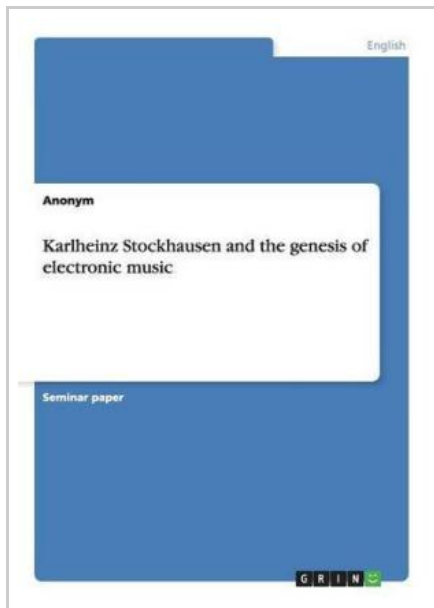 English
Anonym
Karlheinz Stockhausen and the genesis of
electronic music
Seminar paper
GRIN